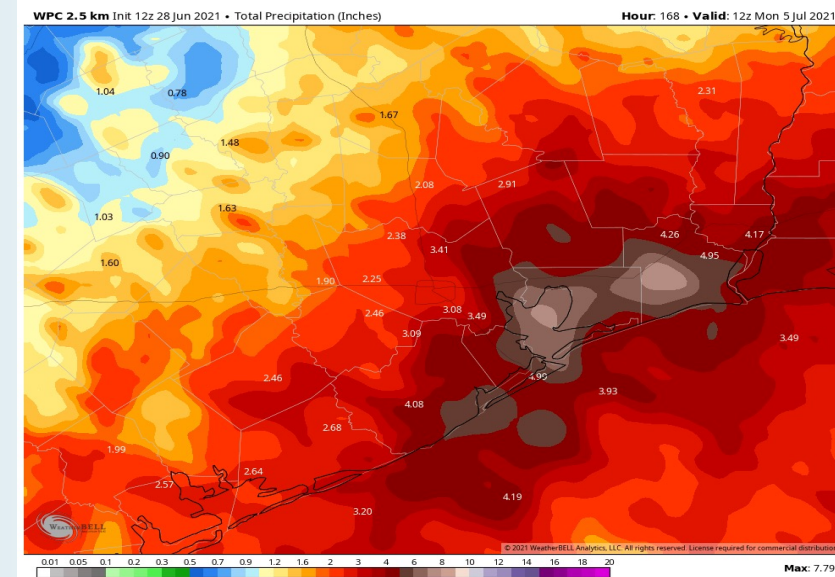 WPC 2.5 km Init 12z 28 Jun 2021 • Total Precipitation (Inches) Hour: 168 • Valid: 12z Mon 5 Jul 2021
1.04 0.78 2.31
1.67
1.48
0.90
2.08 2.91
1.03 1.63
2.38 4.26 4.17
3.41 4.95
1.60
1.90 2.25
2.46 3.08 3.49
3.09 3.49
2.46 4.99 3.93
4.08
2.68
1.99
2.64
2.57
4.19
3.20
WEATHERBELL
© 2021 WeatherBELL Analytics, LLC. All rights reserved. License required for commercial distribution
0.01 0.05 0.1 0.2 0.3 0.5 0.7 0.9 1.2 1.6 2 3 4 5 6 8 10 12 14 16 18 20
Max: 7.79